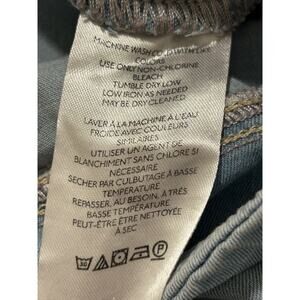 MACHINE WASH COLD WITH LIKE
COLORS
USE ONLY NON-CHLORINE
BLEACH
TUMBLE DRY LOW
LOW IRON AS NEEDED
MAY BE DRY CLEANED
LAVER À LA MACHINE À L'EAU
FROIDE AVEC COULEURS
SIMILAIRES
UTILISER UN AGENT DE
BLANCHIMENT SANS CHLORE SI
NÉCESSAIRE
SECHER PAR CULBUTAGE À BASSE
TEMPÉRATURE
REPASSER, AU BESOIN, À TRÈS
BASSE TEMPÉRATURE
PEUT-ÊTRE ÊTRE NETTOYÉE
À SEC
30
P